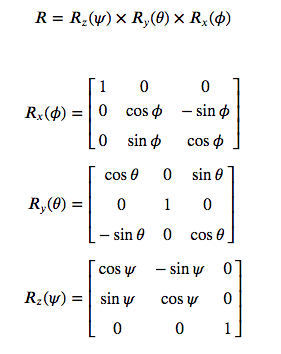 R = R_z(ψ) × R_y(θ) × R_x(ϕ)
R_x(ϕ) = [1 0 0
0 cos ϕ − sin ϕ
0 sin ϕ cos ϕ]
R_y(θ) = [cos θ 0 sin θ
0 1 0
− sin θ 0 cos θ]
R_z(ψ) = [cos ψ − sin ψ 0
sin ψ cos ψ 0
0 0 1]